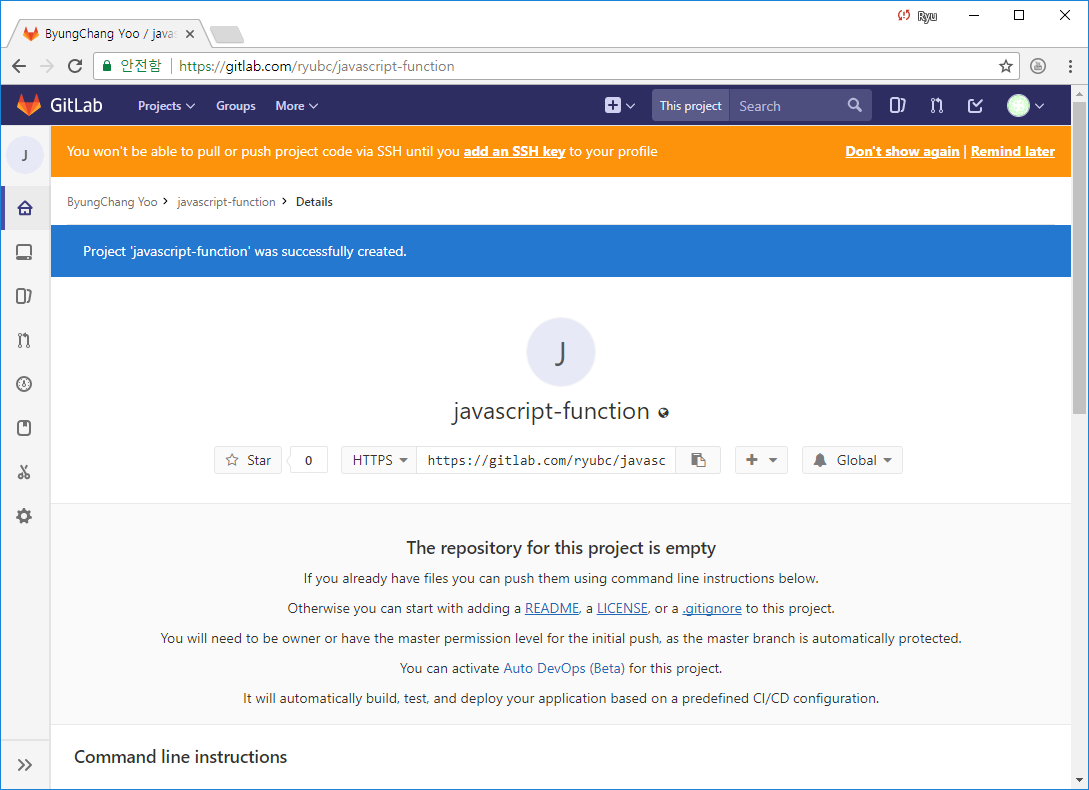 Ryu
ByungChang Yoo / javas
안전함 https://gitlab.com/ryubc/javascript-function
GitLab Projects Groups More This project Search
J
You won't be able to pull or push project code via SSH until you add an SSH key to your profile Don't show again | Remind later
ByungChang Yoo > javascript-function > Details
Project 'javascript-function' was successfully created.
J
javascript-function
Star 0 HTTPS https://gitlab.com/ryubc/javasc Global
The repository for this project is empty
If you already have files you can push them using command line instructions below.
Otherwise you can start with adding a README, a LICENSE, or a .gitignore to this project.
You will need to be owner or have the master permission level for the initial push, as the master branch is automatically protected.
You can activate Auto DevOps (Beta) for this project.
It will automatically build, test, and deploy your application based on a predefined CI/CD configuration.
Command line instructions